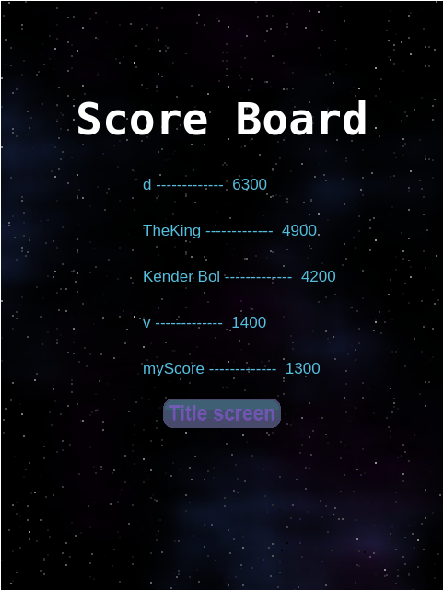 Score Board
d ------------- 6300
TheKing ------------- 4900.
Kender Bol ------------- 4200
v ------------- 1400
myScore ------------- 1300
Title screen